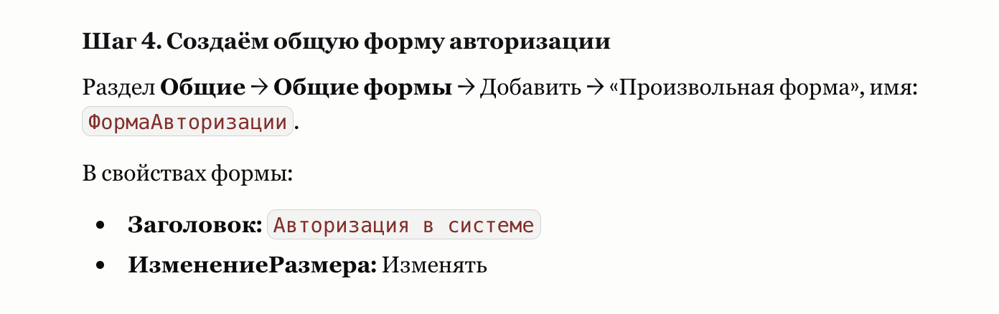 Шаг 4. Создаём общую форму авторизации
Раздел Общие → Общие формы → Добавить → «Произвольная форма», имя:
ФормаАвторизации.
В свойствах формы:
• Заголовок: Авторизация в системе
• ИзменениеРазмера: Изменять